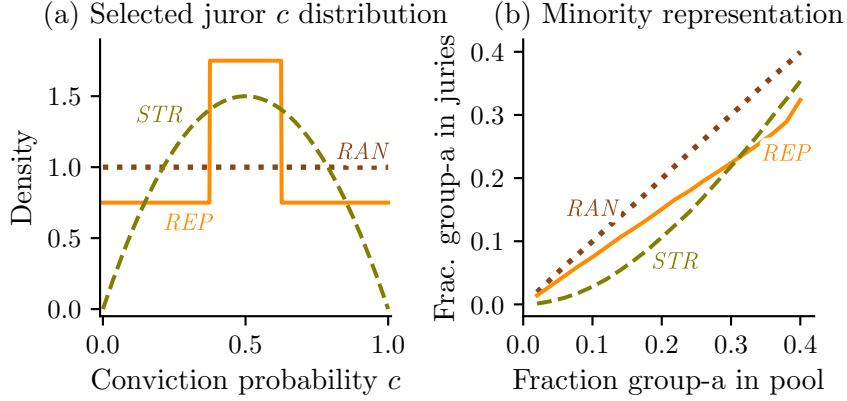 (a) Selected juror c distribution
Density
1.5
1.0
0.5
0.0
STR
RAN
REP
0.0
0.5
1.0
Conviction probability c
(b) Minority representation
Frac. group-a in juries
0.4
0.3
0.2
0.1
0.0
RAN
REP
STR
0.0
0.1
0.2
0.3
0.4
Fraction group-a in pool